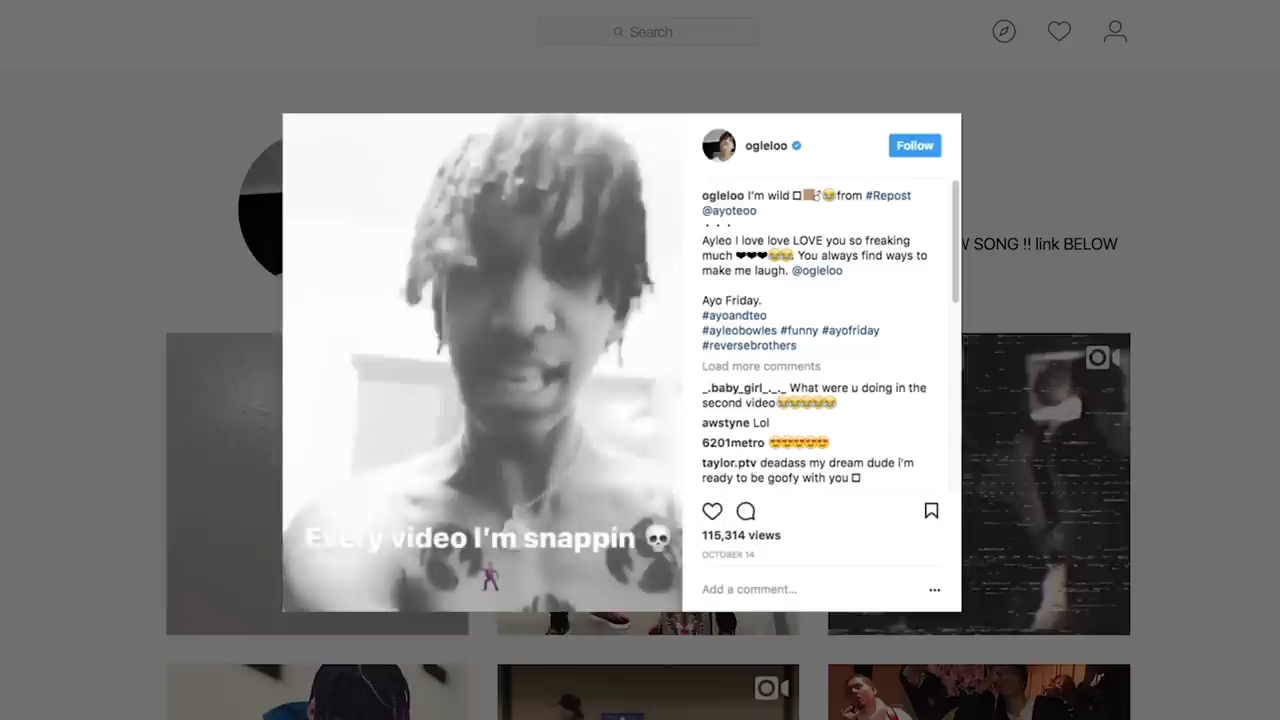 Search
W SONG !! link BELOW
ogleloo
Follow
ogleloo I'm wild 😂from #Repost
@ayoteoo
• • •
Ayleo I love love LOVE you so freaking
much ❤❤❤😂😂. You always find ways to
make me laugh. @ogleloo
Ayo Friday.
#ayoandteo
#ayleobowles #funny #ayofriday
#reversebrothers
Load more comments
_.baby_girl_._._ What were u doing in the
second video😂😂😂😂😂😂
awstyne Lol
6201metro 😍😍😍😍😍😍
taylor.ptv deadass my dream dude i'm
ready to be goofy with you
115,314 views
OCTOBER 14
Add a comment...
Every video I'm snappin 💀